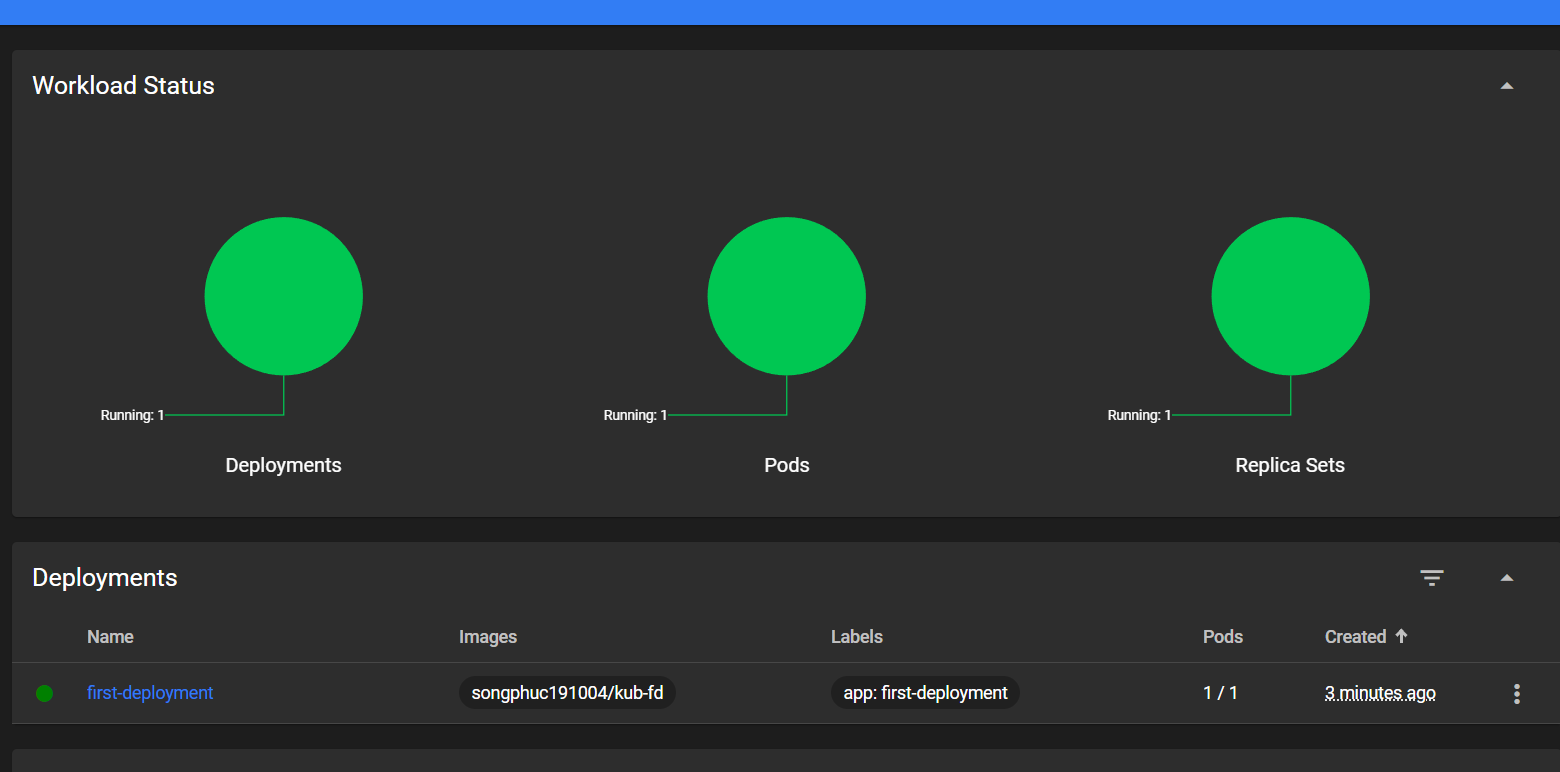 Workload Status
Running: 1 Running: 1 Running: 1
Deployments Pods Replica Sets
Deployments
Name Images Labels Pods Created
first-deployment songphuc191004/kub-fd app: first-deployment 1 / 1 3 minutes ago